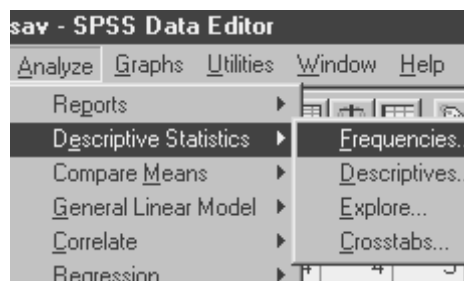 sav - SPSS Data Editor
Analyze Graphs Utilities Window Help
Reports
Descriptive Statistics
Compare Means
General Linear Model
Correlate
Regression
Frequencies..
Descriptives..
Explore...
Crosstabs...
4